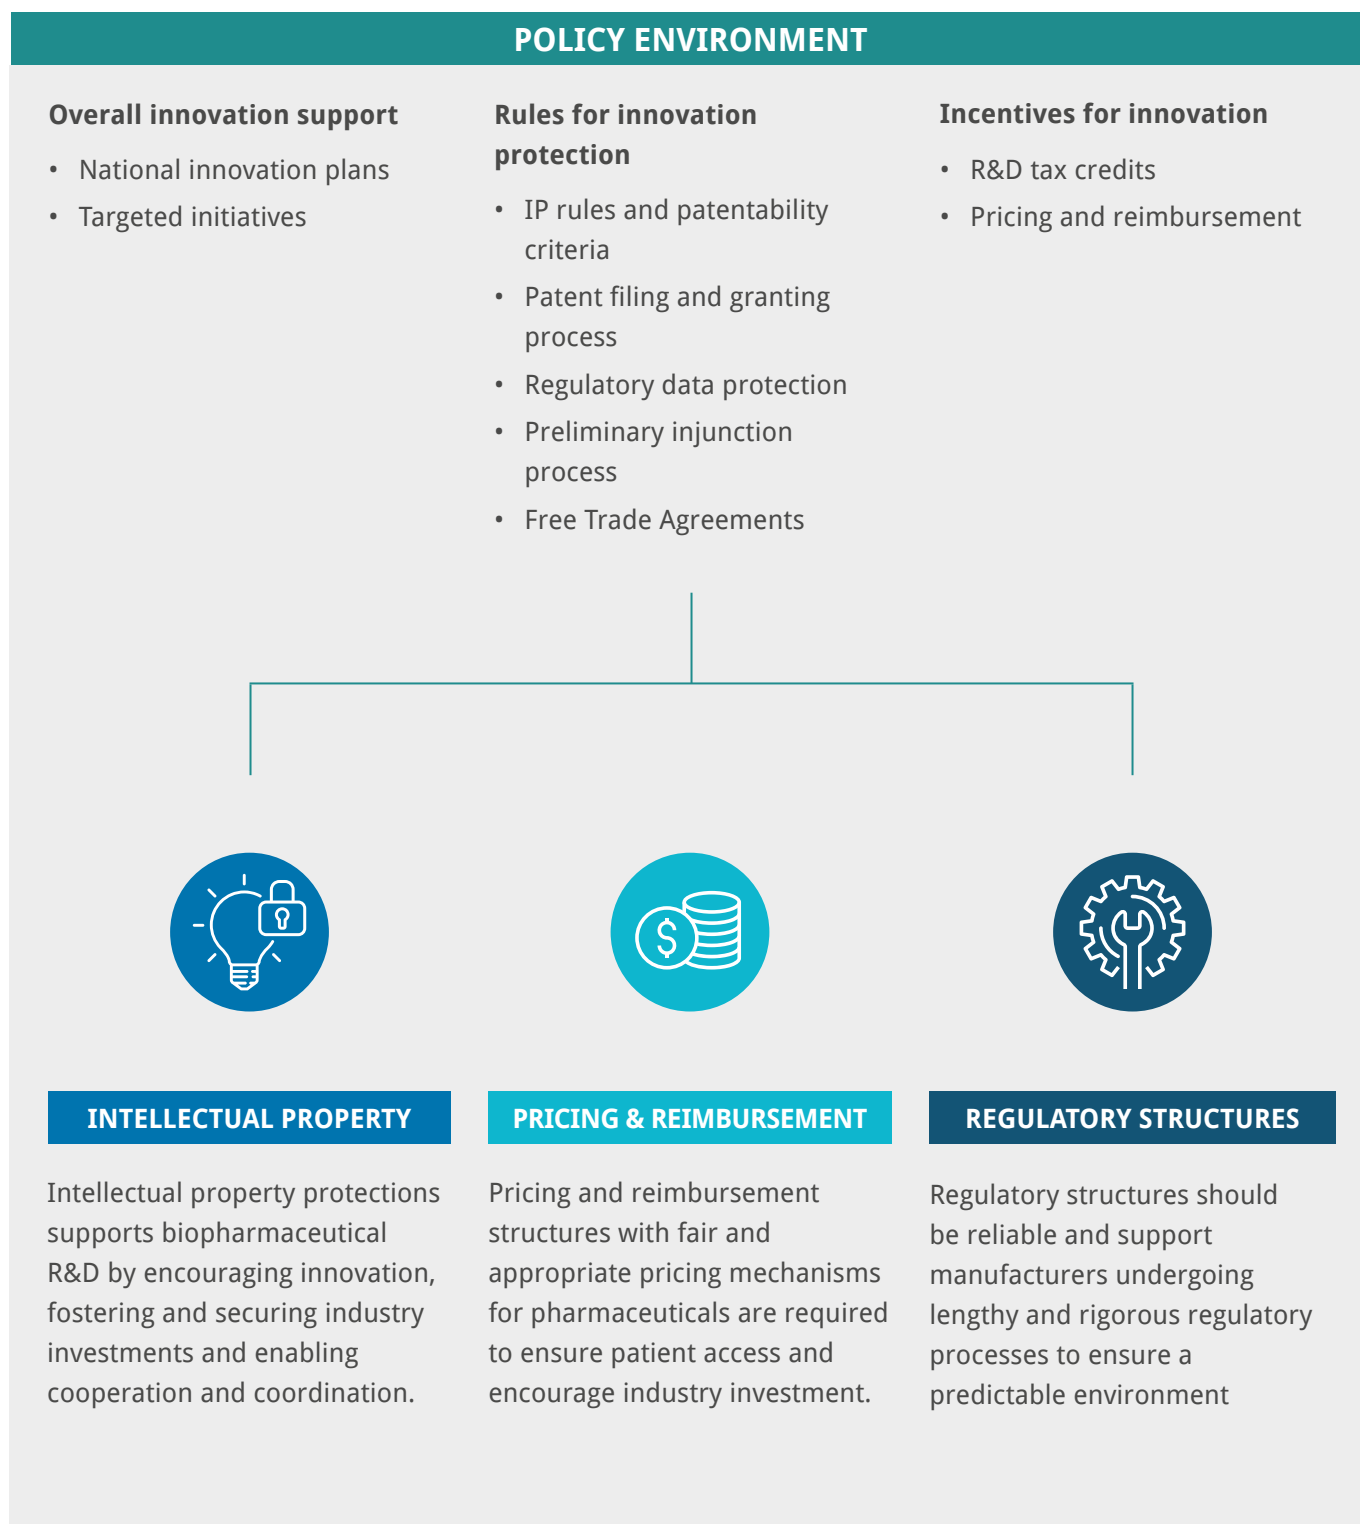 POLICY ENVIRONMENT
Overall innovation support
• National innovation plans
• Targeted initiatives
Rules for innovation
protection
• IP rules and patentability
criteria
• Patent filing and granting
process
• Regulatory data protection
• Preliminary injunction
process
• Free Trade Agreements
Incentives for innovation
• R&D tax credits
• Pricing and reimbursement
$
INTELLECTUAL PROPERTY
Intellectual property protections
supports biopharmaceutical
R&D by encouraging innovation,
fostering and securing industry
investments and enabling
cooperation and coordination.
PRICING & REIMBURSEMENT
Pricing and reimbursement
structures with fair and
appropriate pricing mechanisms
for pharmaceuticals are required
to ensure patient access and
encourage industry investment.
REGULATORY STRUCTURES
Regulatory structures should
be reliable and support
manufacturers undergoing
lengthy and rigorous regulatory
processes to ensure a
predictable environment